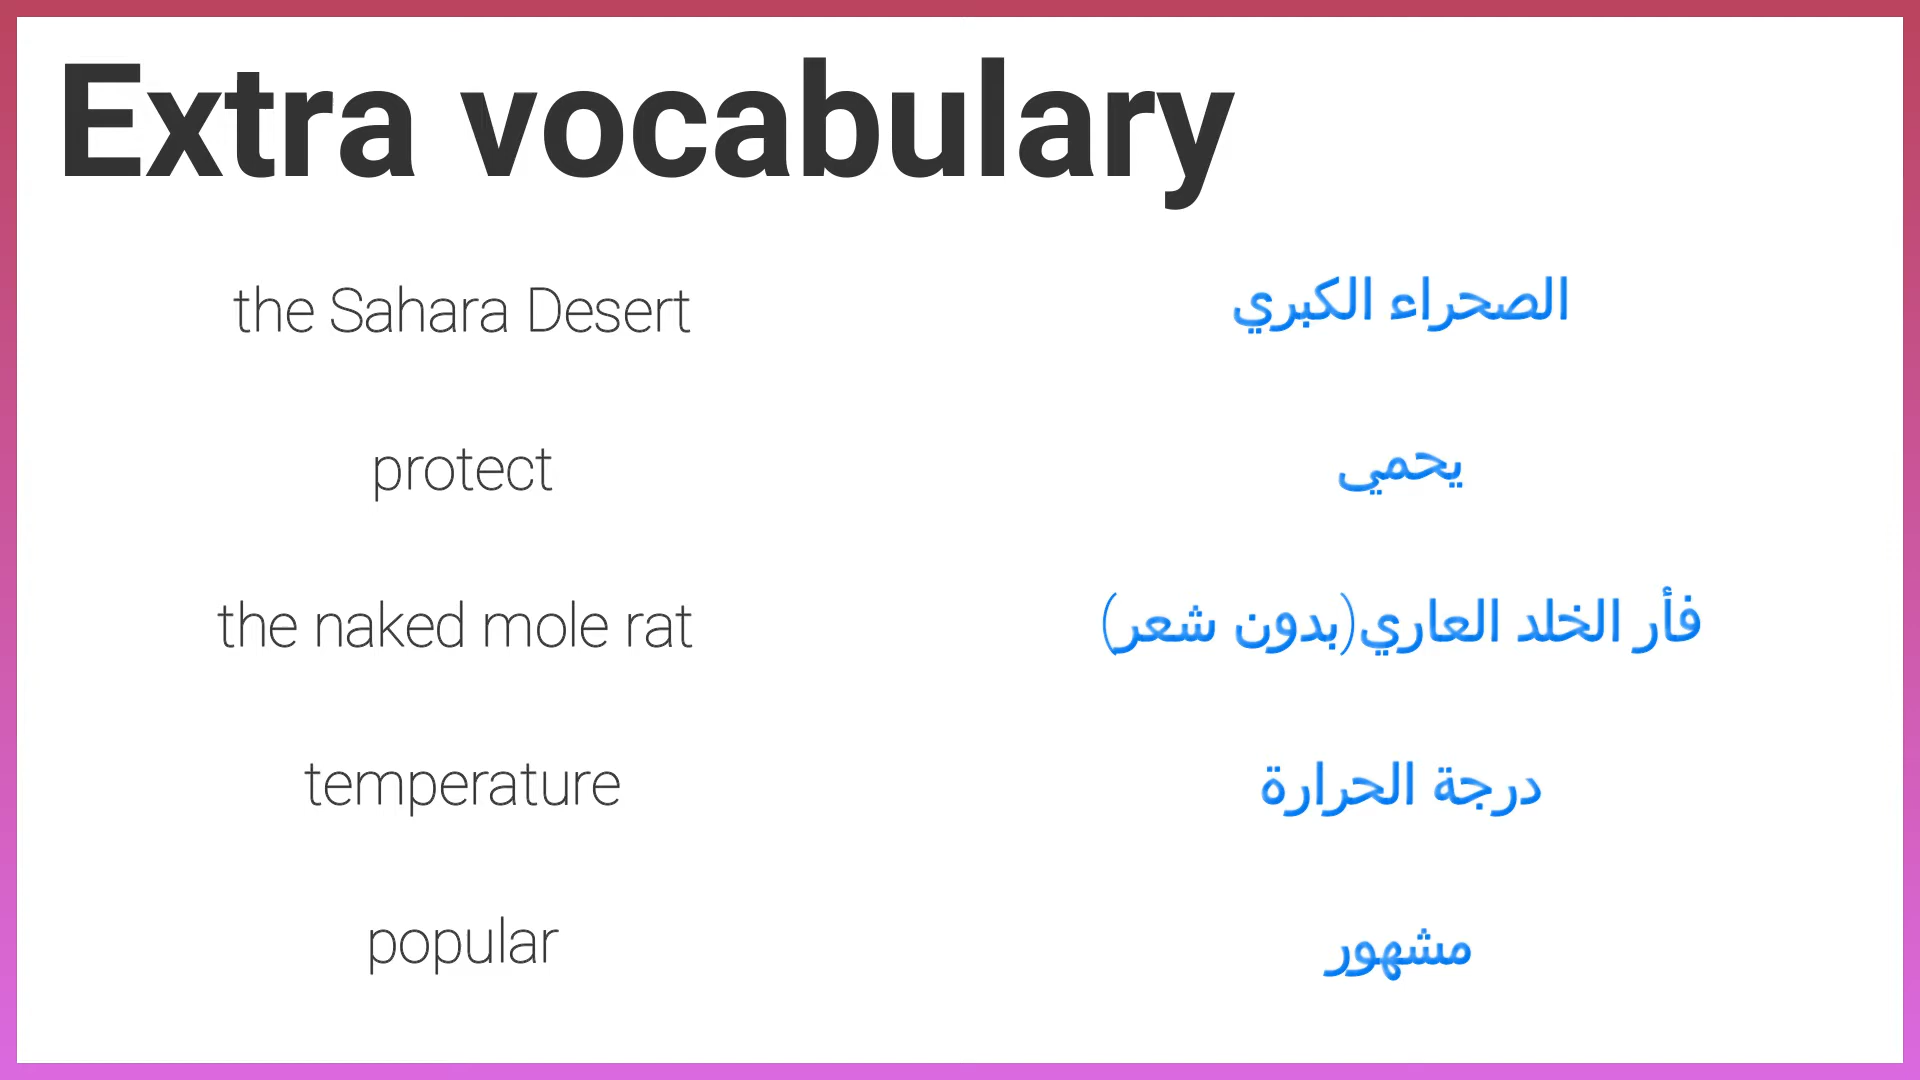 Extra vocabulary
the Sahara Desert الصحراء الكبري
protect يحمي
the naked mole rat فأر الخلد العاري(بدون شعر)
temperature درجة الحرارة
popular مشهور